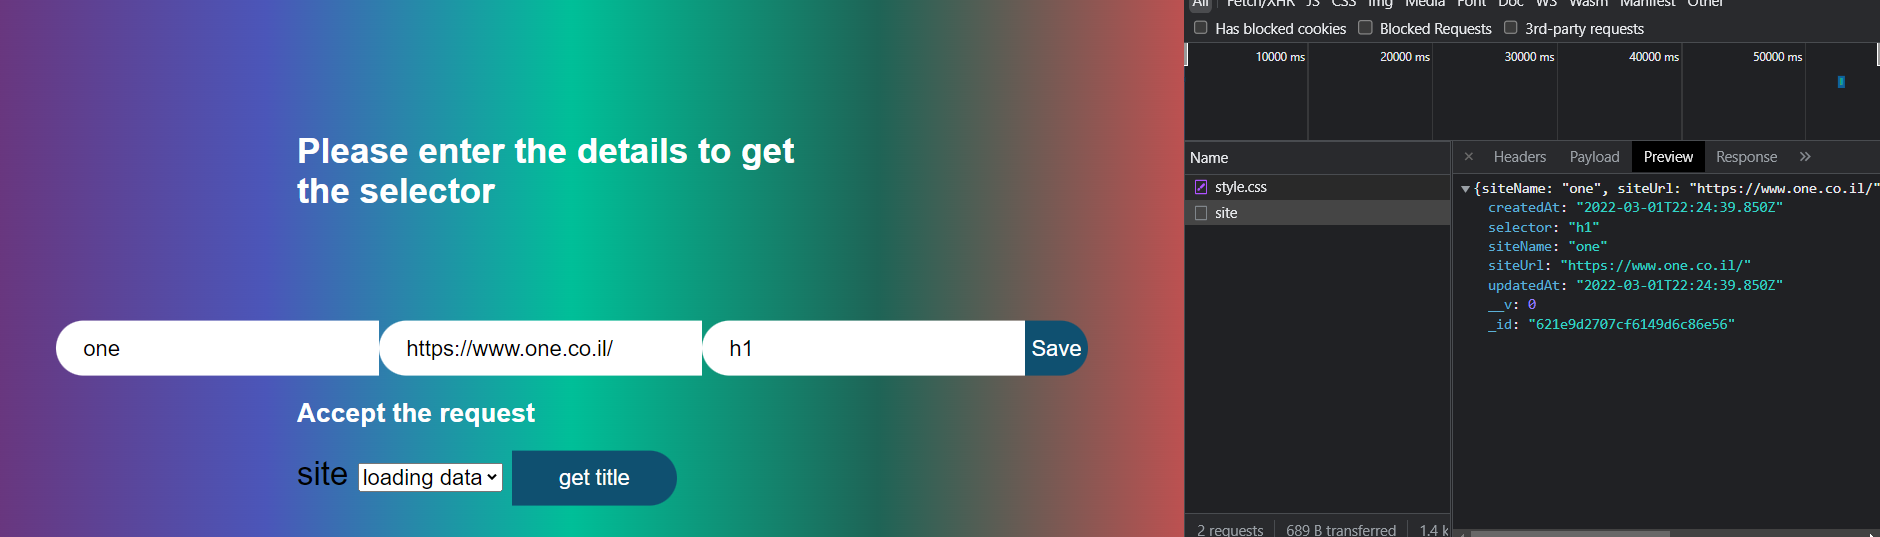 Please enter the details to get
the selector
one
https://www.one.co.il/
h1
Save
Accept the request
site
loading data
get title
All
Fetch/XHR
JS
CSS
Img
Media
Font
Doc
WS
Wasm
Manifest
Other
Has blocked cookies
Blocked Requests
3rd-party requests
10000 ms
20000 ms
30000 ms
40000 ms
50000 ms
Name
style.css
site
2 requests
689 B transferred
1.4 k
× Headers Payload Preview Response »
{siteName: "one", siteUrl: "https://www.one.co.il/"
createdAt: "2022-03-01T22:24:39.850Z"
selector: "h1"
siteName: "one"
siteUrl: "https://www.one.co.il/"
updatedAt: "2022-03-01T22:24:39.850Z"
__v: 0
_id: "621e9d2707cf6149d6c86e56"